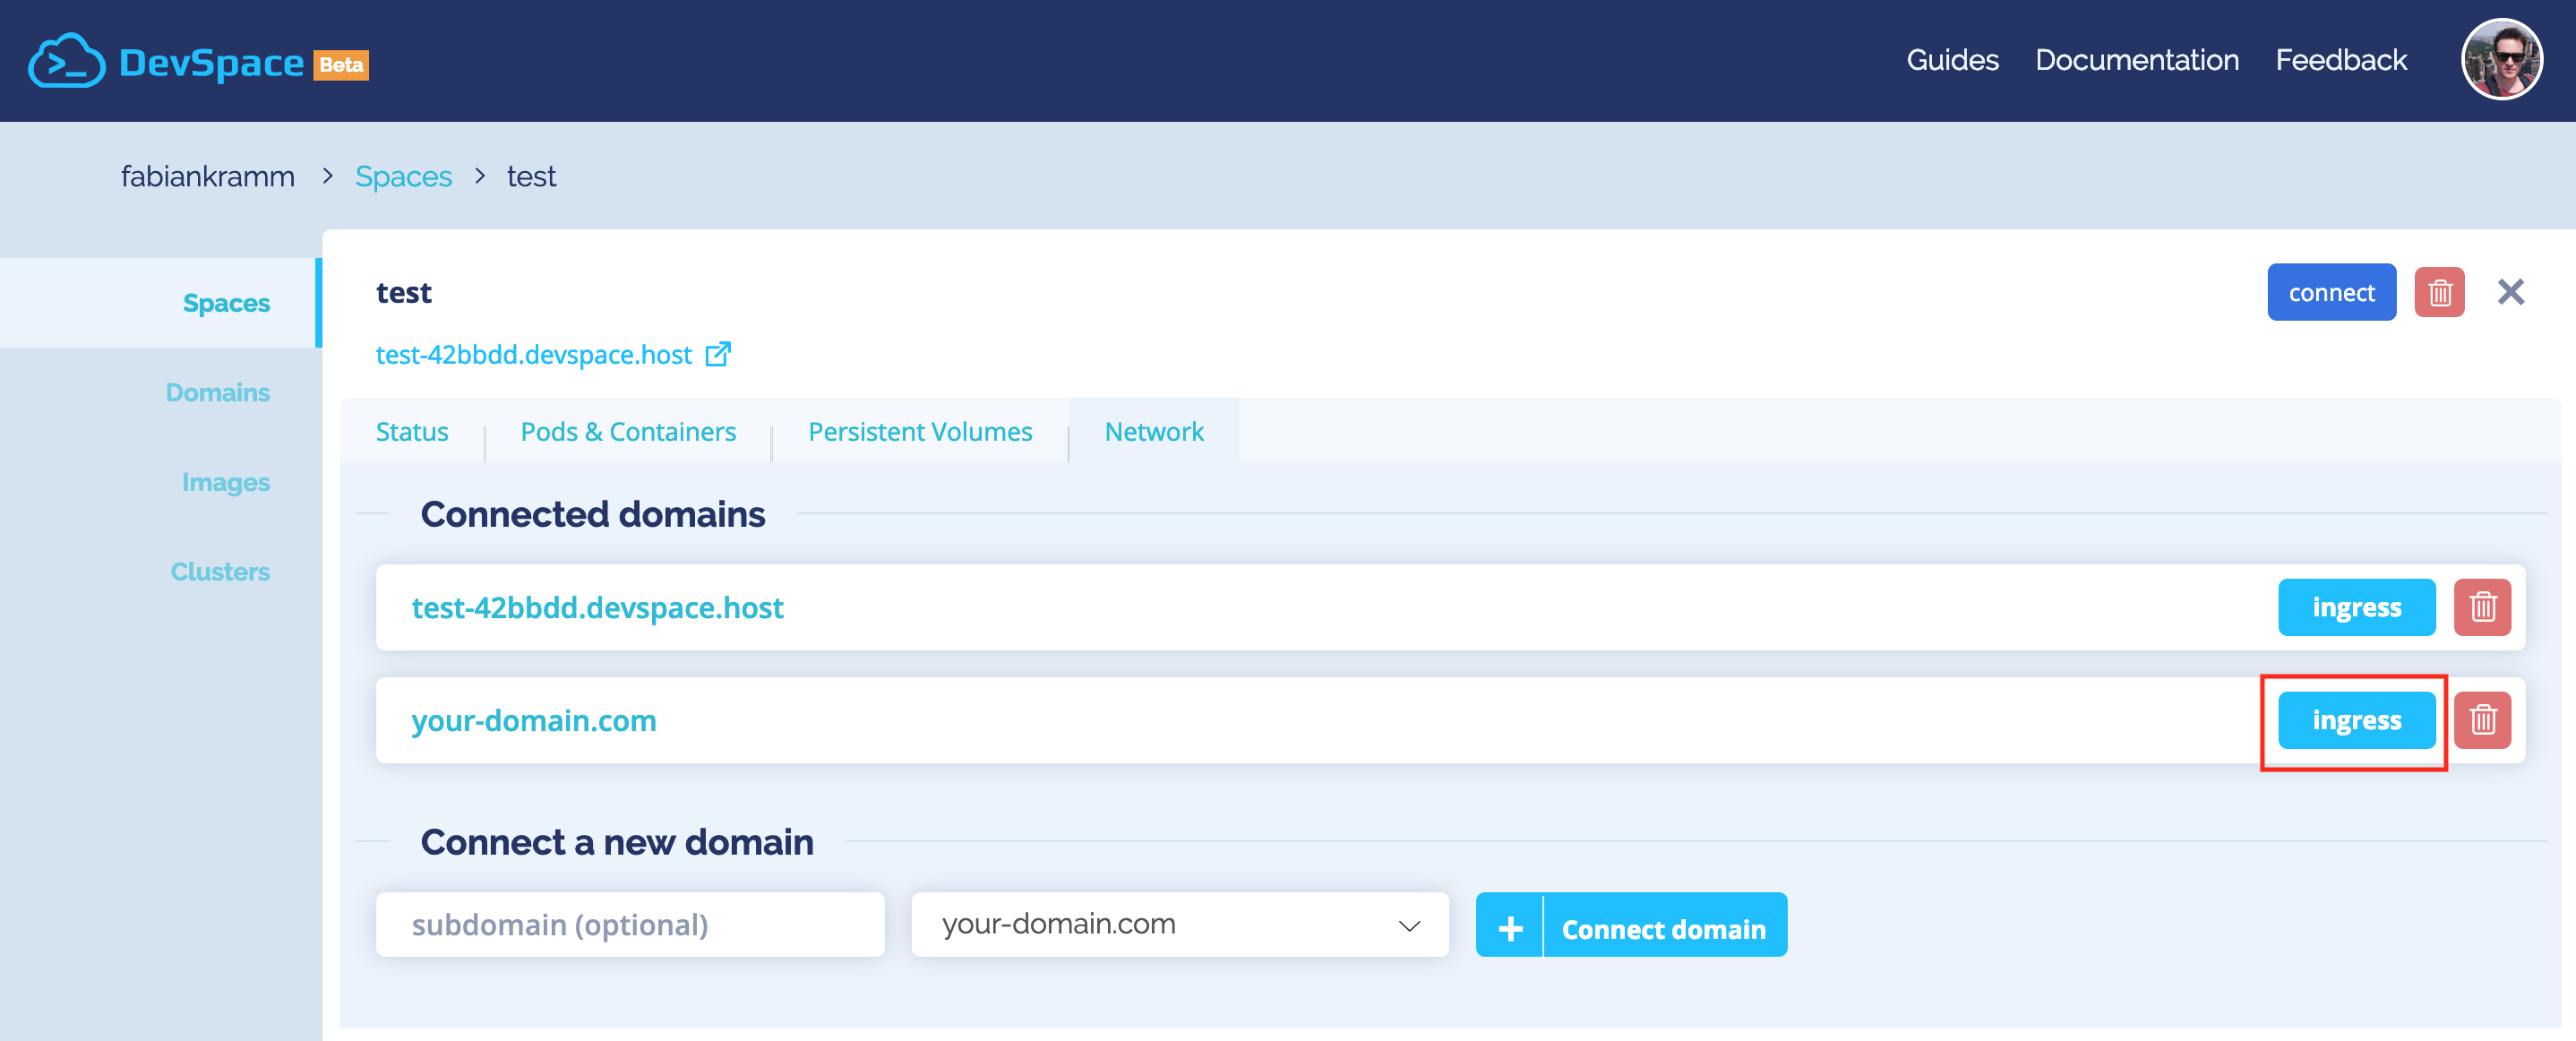 DevSpace Beta Guides Documentation Feedback
fabiankramm > Spaces > test
Spaces
Domains
Images
Clusters
test
connect
test-42bbdd.devspace.host
Status Pods & Containers Persistent Volumes Network
Connected domains
test-42bbdd.devspace.host ingress
your-domain.com ingress
Connect a new domain
subdomain (optional) your-domain.com + Connect domain